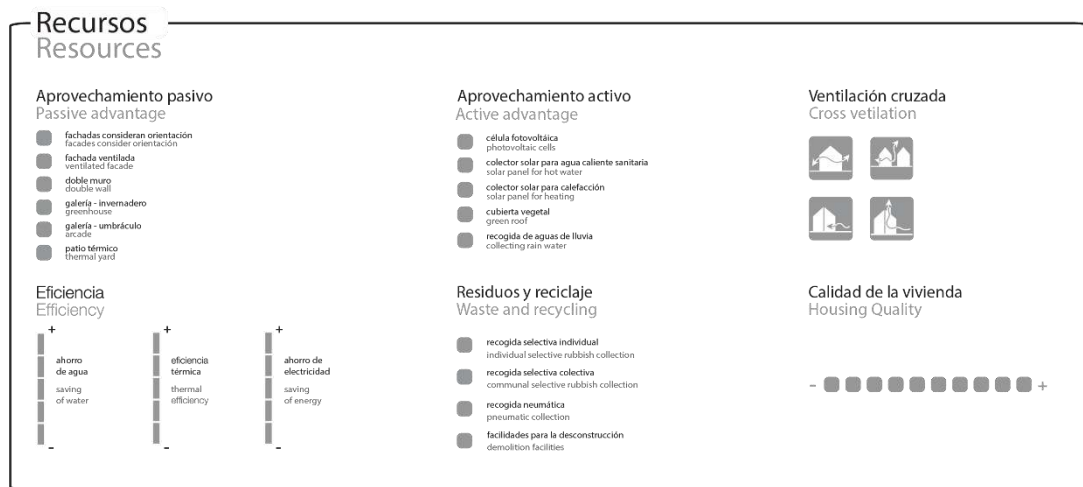 Recursos
Resources
Aprovechamiento pasivo
Passive advantage
fachadas consideran orientación
facades consider orientación
fachada ventilada
ventilated facade
doble muro
double wall
galería - invernadero
greenhouse
galería - umbráculo
arcade
patio térmico
thermal yard
Aprovechamiento activo
Active advantage
célula fotovoltáica
photovoltaic cells
colector solar para agua caliente sanitaria
solar panel for hot water
colector solar para calefacción
solar panel for heating
cubierta vegetal
green roof
recogida de aguas de lluvia
collecting rain water
Ventilación cruzada
Cross vetilation
Eficiencia
Efficiency
+
ahorro
de agua
saving
of water
-
+
eficiencia
térmica
thermal
efficiency
-
+
ahorro de
electricidad
saving
of energy
-
Residuos y reciclaje
Waste and recycling
recogida selectiva individual
individual selective rubbish collection
recogida selectiva colectiva
communal selective rubbish collection
recogida neumática
pneumatic collection
facilidades para la desconstrucción
demolition facilities
Calidad de la vivienda
Housing Quality
- +